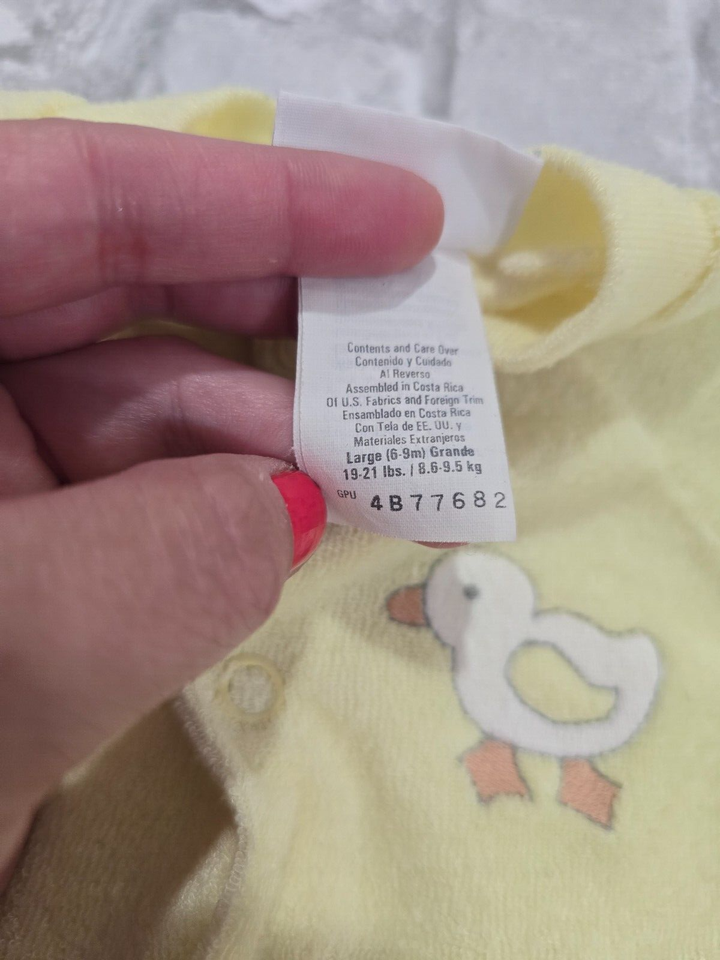 Contents and Care Over
Contenido y Cuidado
Al Reverso
Assembled in Costa Rica
Of U.S. Fabrics and Foreign Trim
Ensamblado en Costa Rica
Con Tela de EE. UU. y
Materiales Extranjeros
Large (6-9m) Grande
19-21 lbs. / 8.6-9.5 kg
GPU 4B77682